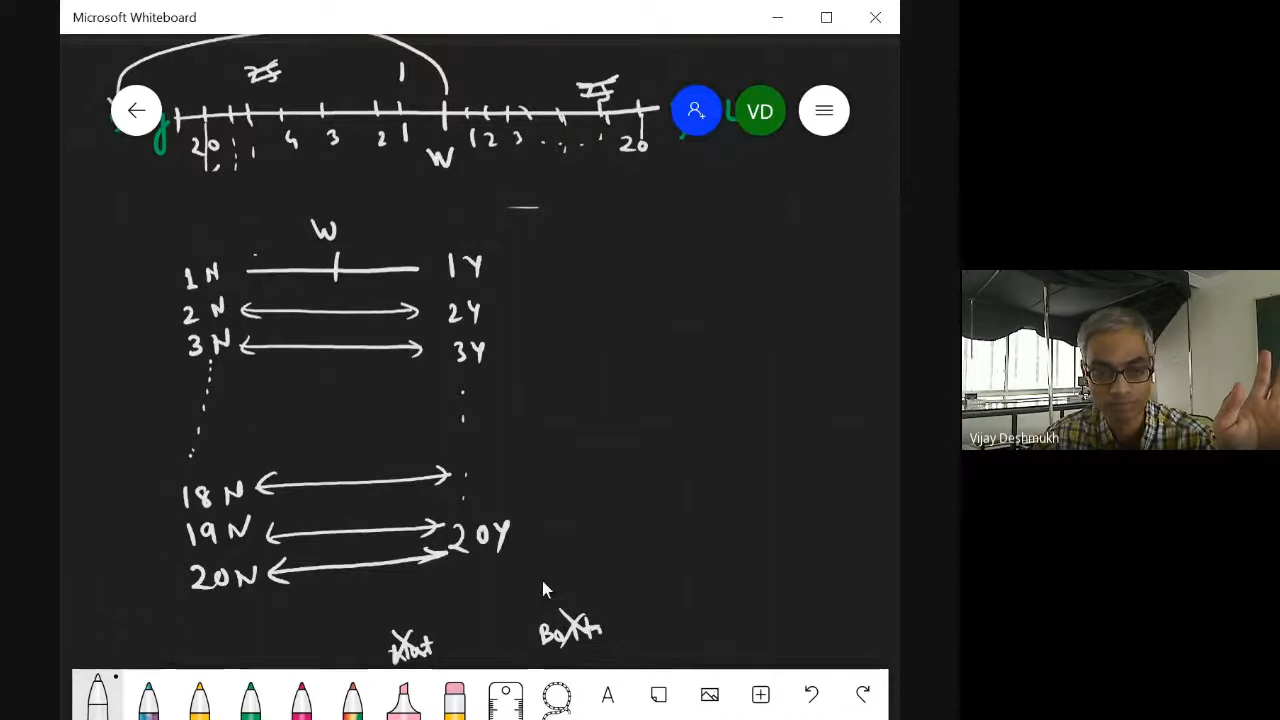 Microsoft Whiteboard
25 1 25
VD
20 4 3 2 1 W 1 2 3 20
W
1 N 1 Y
2 N 2 Y
3 N 3 Y
18 N
19 N 20 Y
20 N
Vijay Deshmukh
A